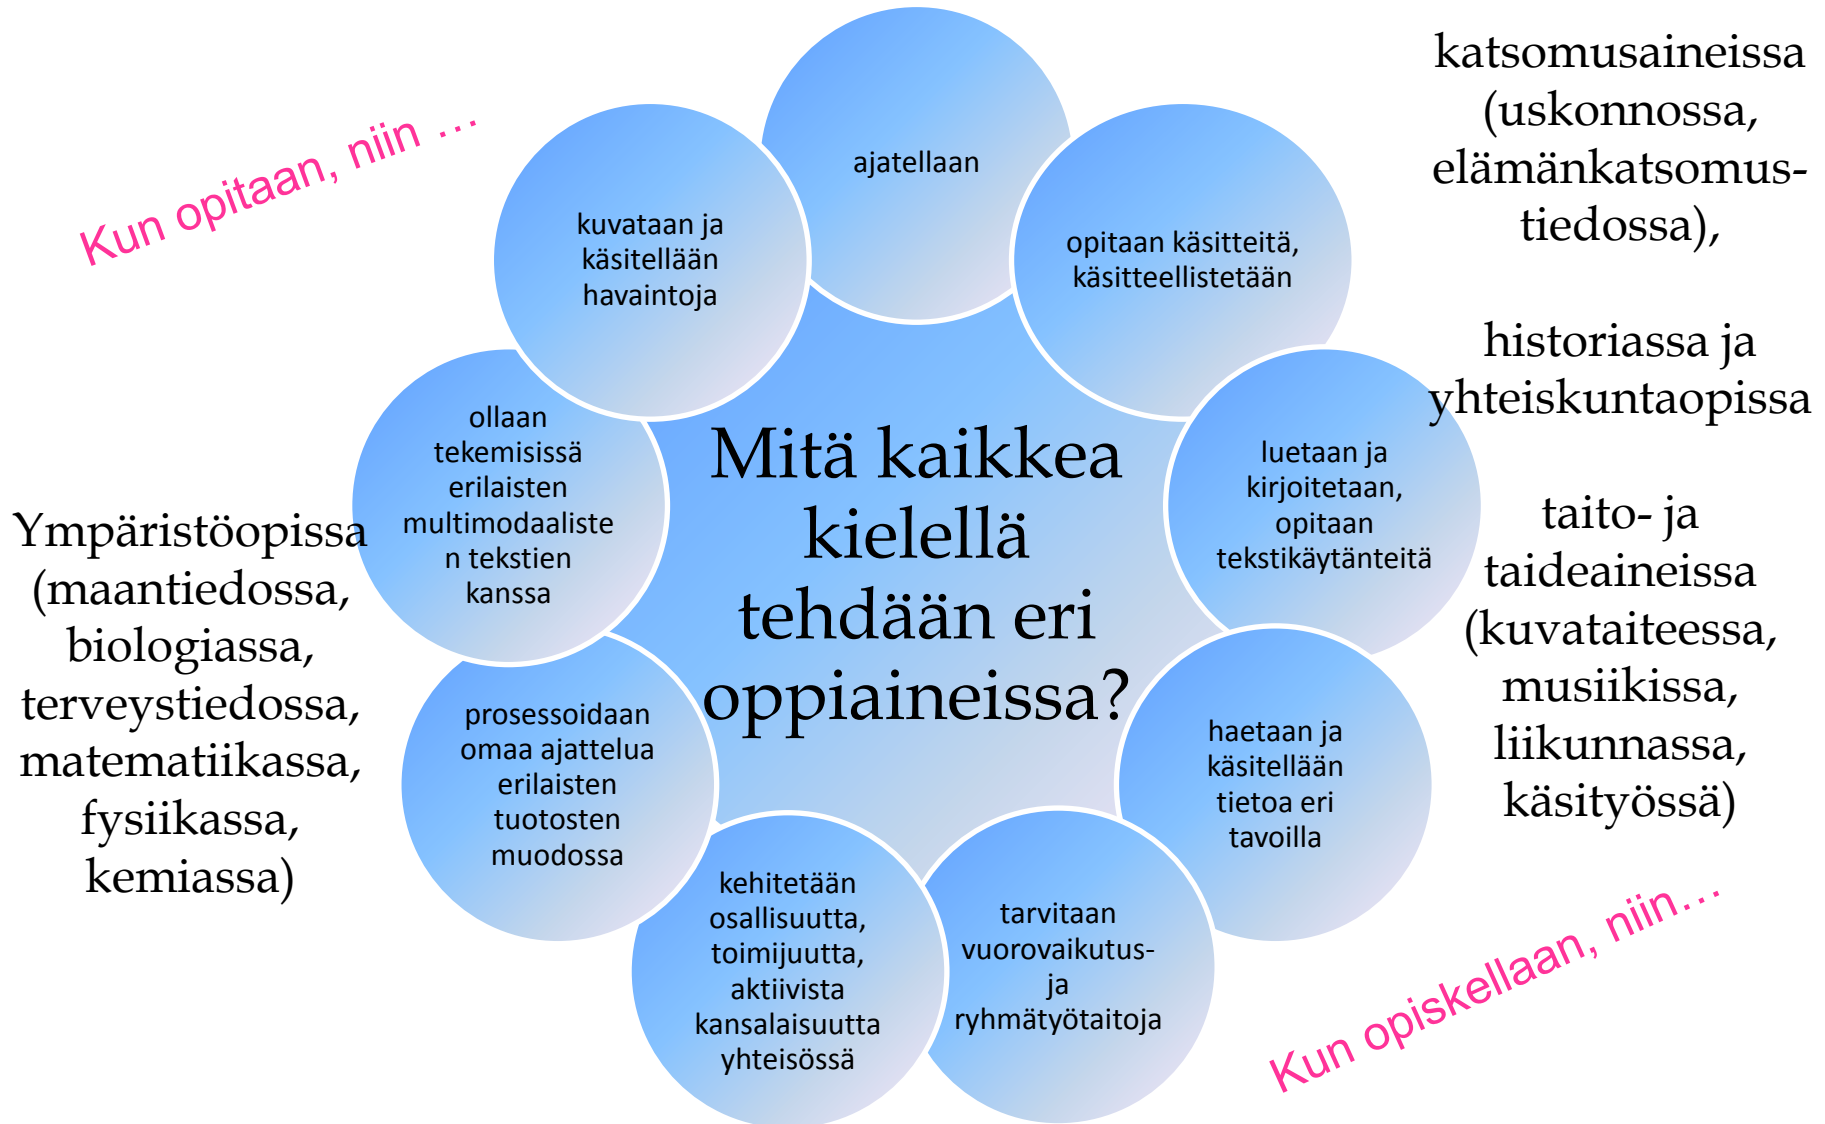 Kun opitaan, niin …
ajatellaan
opitaan käsitteitä,
käsitteellistetään
luetaan ja
kirjoitetaan,
opitaan
tekstikäytänteitä
haetaan ja
käsitellään
tietoa eri
tavoilla
tarvitaan
vuorovaikutus-
ja
ryhmätyötaitoja
kehitetään
osallisuutta,
toimijuutta,
aktiivista
kansalaisuutta
yhteisössä
prosessoidaan
omaa ajattelua
erilaisten
tuotosten
muodossa
ollaan
tekemisissä
erilaisten
multimodaaliste
n tekstien
kanssa
kuvataan ja
käsitellään
havaintoja
Mitä kaikkea
kielellä
tehdään eri
oppiaineissa?
Ympäristöopissa
(maantiedossa,
biologiassa,
terveystiedossa,
matematiikassa,
fysiikassa,
kemiassa)
katsomusaineissa
(uskonnossa,
elämänkatsomus-
tiedossa),
historiassa ja
yhteiskuntaopissa
taito- ja
taideaineissa
(kuvataiteessa,
musiikissa,
liikunnassa,
käsityössä)
Kun opiskellaan, niin…